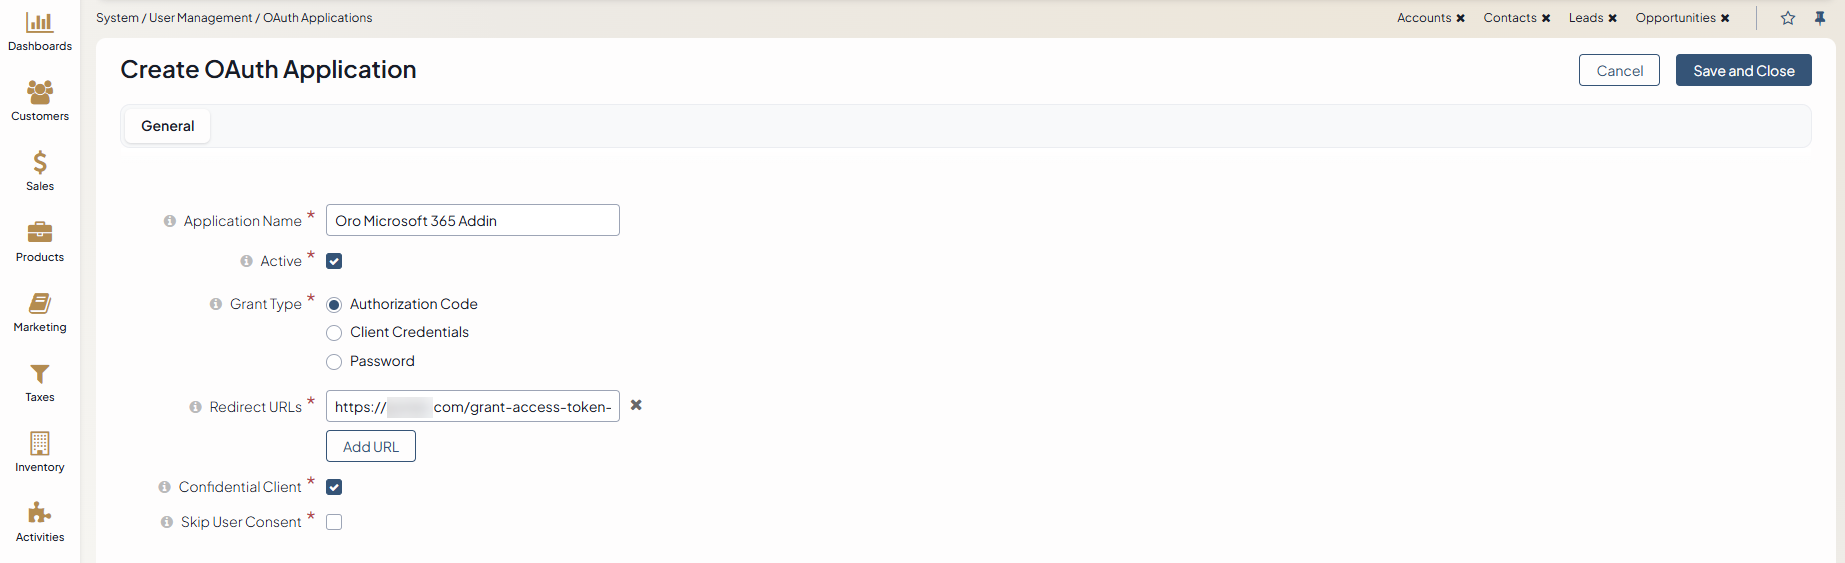 System / User Management / OAuth Applications
Accounts ✖ Contacts ✖ Leads ✖ Opportunities ✖
Dashboards
Customers
Sales
Products
Marketing
Taxes
Inventory
Activities
Create OAuth Application
Cancel
Save and Close
General
Application Name * Oro Microsoft 365 Addin
Active *
Grant Type * Authorization Code
Client Credentials
Password
Redirect URLs * https:// com/grant-access-token-
Add URL
Confidential Client *
Skip User Consent *